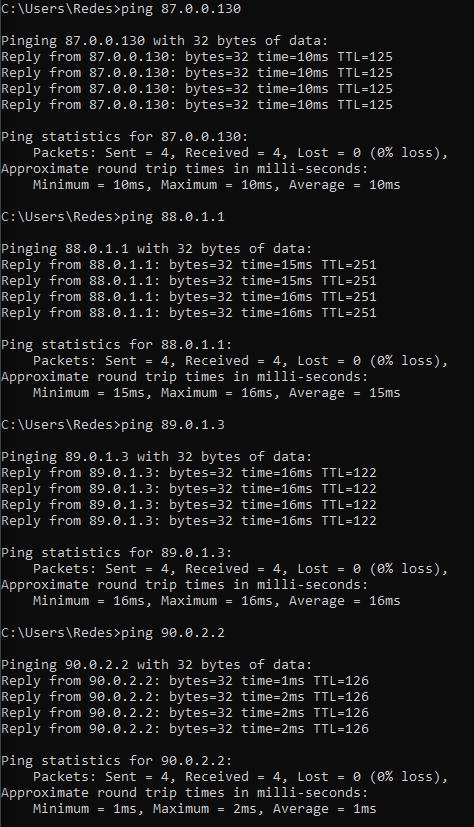 C:\Users\Redes>ping 87.0.0.130
Pinging 87.0.0.130 with 32 bytes of data:
Reply from 87.0.0.130: bytes=32 time=10ms TTL=125
Reply from 87.0.0.130: bytes=32 time=10ms TTL=125
Reply from 87.0.0.130: bytes=32 time=10ms TTL=125
Reply from 87.0.0.130: bytes=32 time=10ms TTL=125
Ping statistics for 87.0.0.130:
    Packets: Sent = 4, Received = 4, Lost = 0 (0% loss),
Approximate round trip times in milli-seconds:
    Minimum = 10ms, Maximum = 10ms, Average = 10ms
C:\Users\Redes>ping 88.0.1.1
Pinging 88.0.1.1 with 32 bytes of data:
Reply from 88.0.1.1: bytes=32 time=15ms TTL=251
Reply from 88.0.1.1: bytes=32 time=15ms TTL=251
Reply from 88.0.1.1: bytes=32 time=16ms TTL=251
Reply from 88.0.1.1: bytes=32 time=16ms TTL=251
Ping statistics for 88.0.1.1:
    Packets: Sent = 4, Received = 4, Lost = 0 (0% loss),
Approximate round trip times in milli-seconds:
    Minimum = 15ms, Maximum = 16ms, Average = 15ms
C:\Users\Redes>ping 89.0.1.3
Pinging 89.0.1.3 with 32 bytes of data:
Reply from 89.0.1.3: bytes=32 time=16ms TTL=122
Reply from 89.0.1.3: bytes=32 time=16ms TTL=122
Reply from 89.0.1.3: bytes=32 time=16ms TTL=122
Reply from 89.0.1.3: bytes=32 time=16ms TTL=122
Ping statistics for 89.0.1.3:
    Packets: Sent = 4, Received = 4, Lost = 0 (0% loss),
Approximate round trip times in milli-seconds:
    Minimum = 16ms, Maximum = 16ms, Average = 16ms
C:\Users\Redes>ping 90.0.2.2
Pinging 90.0.2.2 with 32 bytes of data:
Reply from 90.0.2.2: bytes=32 time=1ms TTL=126
Reply from 90.0.2.2: bytes=32 time=2ms TTL=126
Reply from 90.0.2.2: bytes=32 time=2ms TTL=126
Reply from 90.0.2.2: bytes=32 time=2ms TTL=126
Ping statistics for 90.0.2.2:
    Packets: Sent = 4, Received = 4, Lost = 0 (0% loss),
Approximate round trip times in milli-seconds:
    Minimum = 1ms, Maximum = 2ms, Average = 1ms